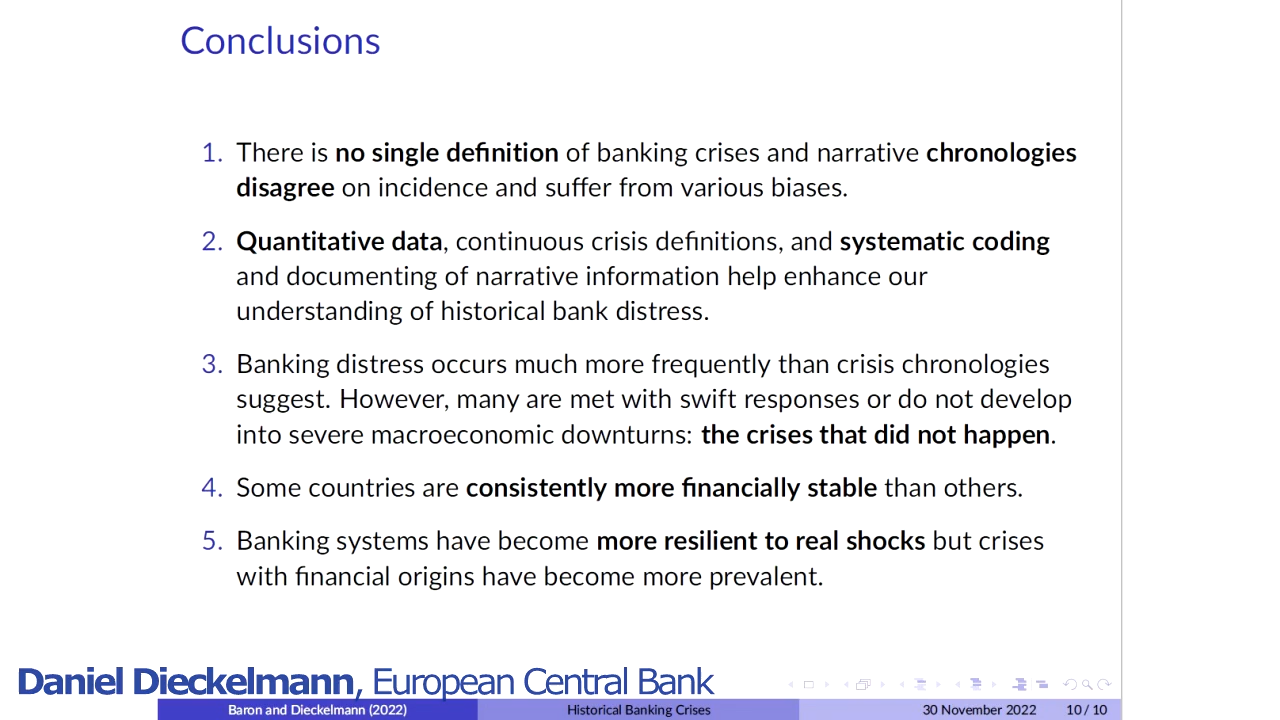 Conclusions
1. There is no single definition of banking crises and narrative chronologies
disagree on incidence and suffer from various biases.
2. Quantitative data, continuous crisis definitions, and systematic coding
and documenting of narrative information help enhance our
understanding of historical bank distress.
3. Banking distress occurs much more frequently than crisis chronologies
suggest. However, many are met with swift responses or do not develop
into severe macroeconomic downturns: the crises that did not happen.
4. Some countries are consistently more financially stable than others.
5. Banking systems have become more resilient to real shocks but crises
with financial origins have become more prevalent.
Daniel Dieckelmann, European Central Bank
Baron and Dieckelmann (2022) Historical Banking Crises 30 November 2022 10 / 10